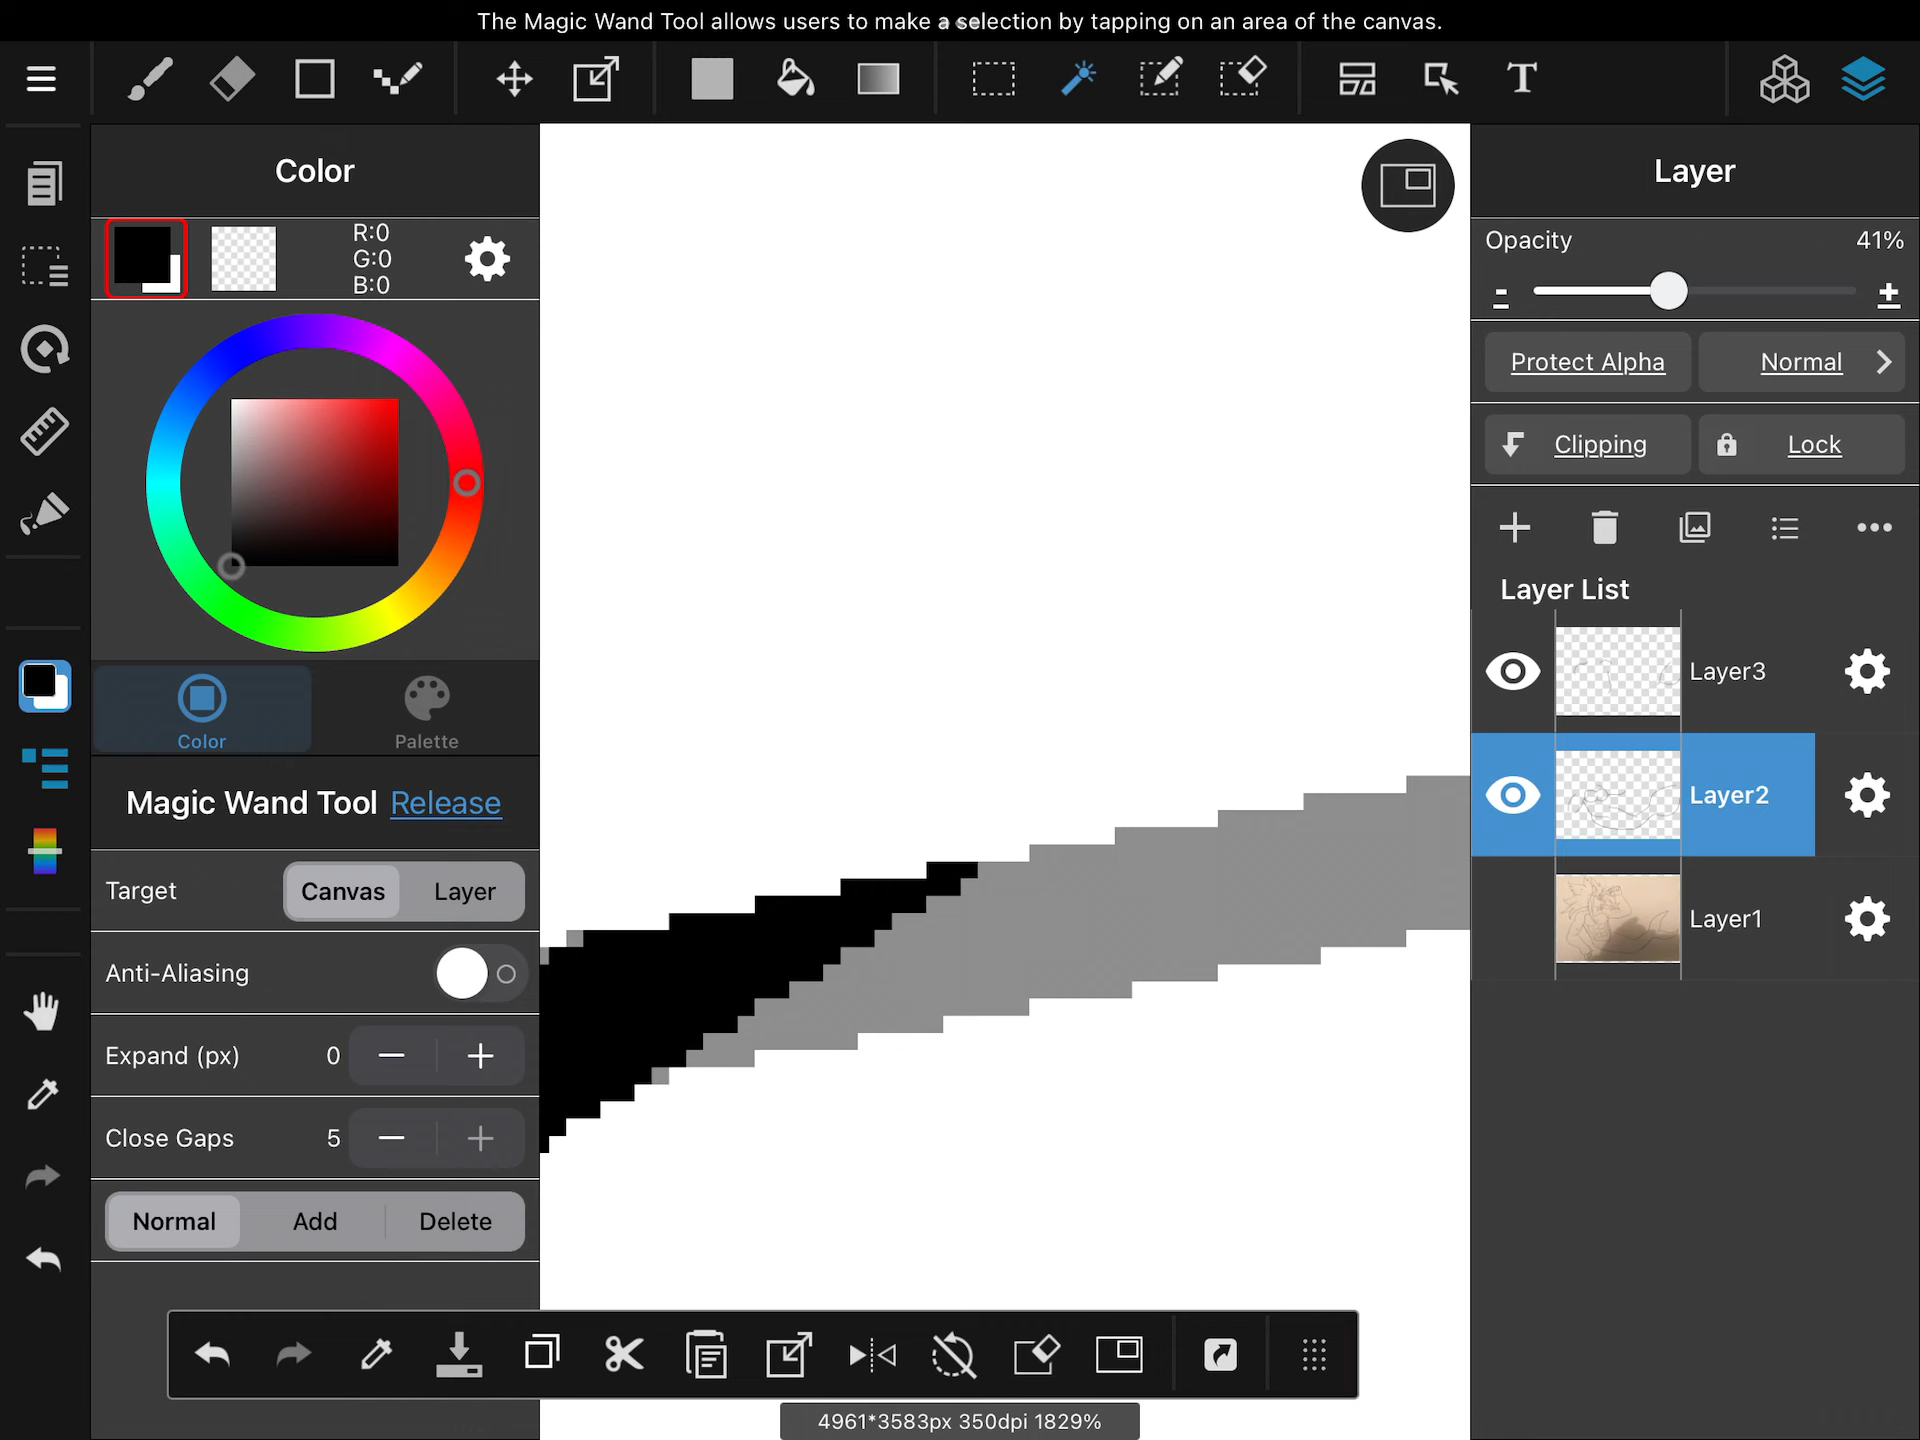 The Magic Wand Tool allows users to make a selection by tapping on an area of the canvas.
T
Color
R:0
G:0
B:0
Color
Palette
Magic Wand Tool Release
Target Canvas Layer
Anti-Aliasing
Expand (px) 0 − +
Close Gaps 5 − +
Normal Add Delete
4961*3583px 350dpi 1829%
Layer
Opacity 41%
- +
Protect Alpha Normal
Clipping Lock
Layer List
Layer3
Layer2
Layer1